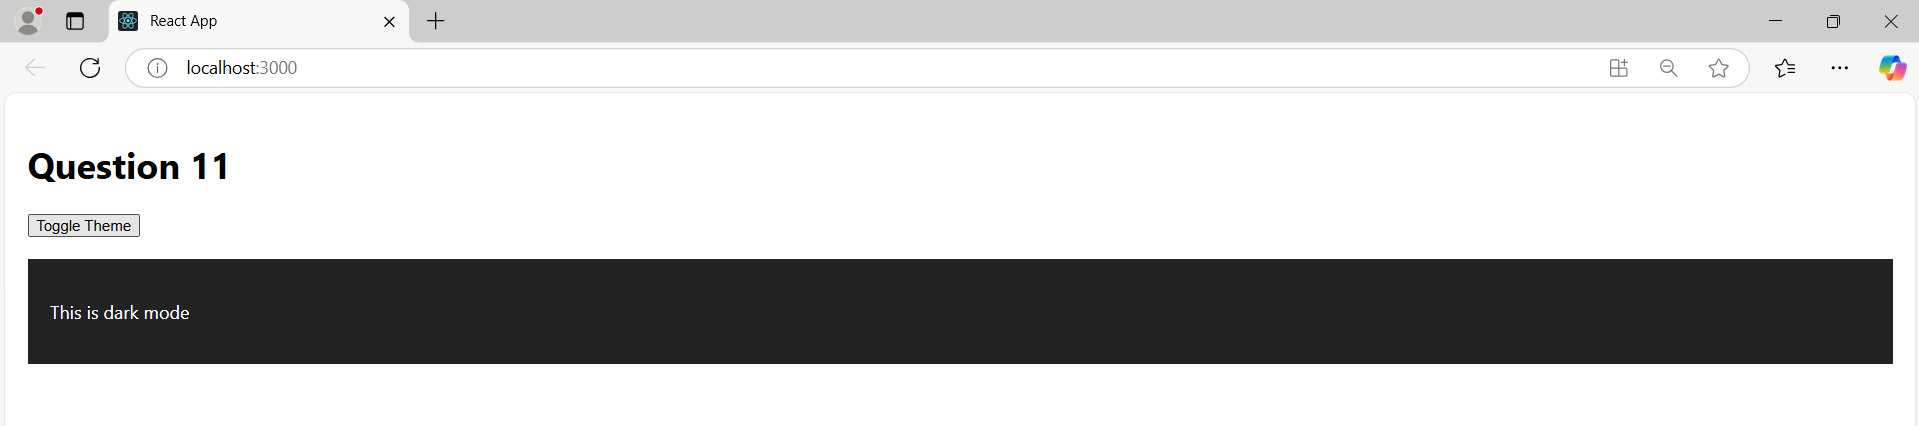 React App
localhost:3000
Question 11
Toggle Theme
This is dark mode